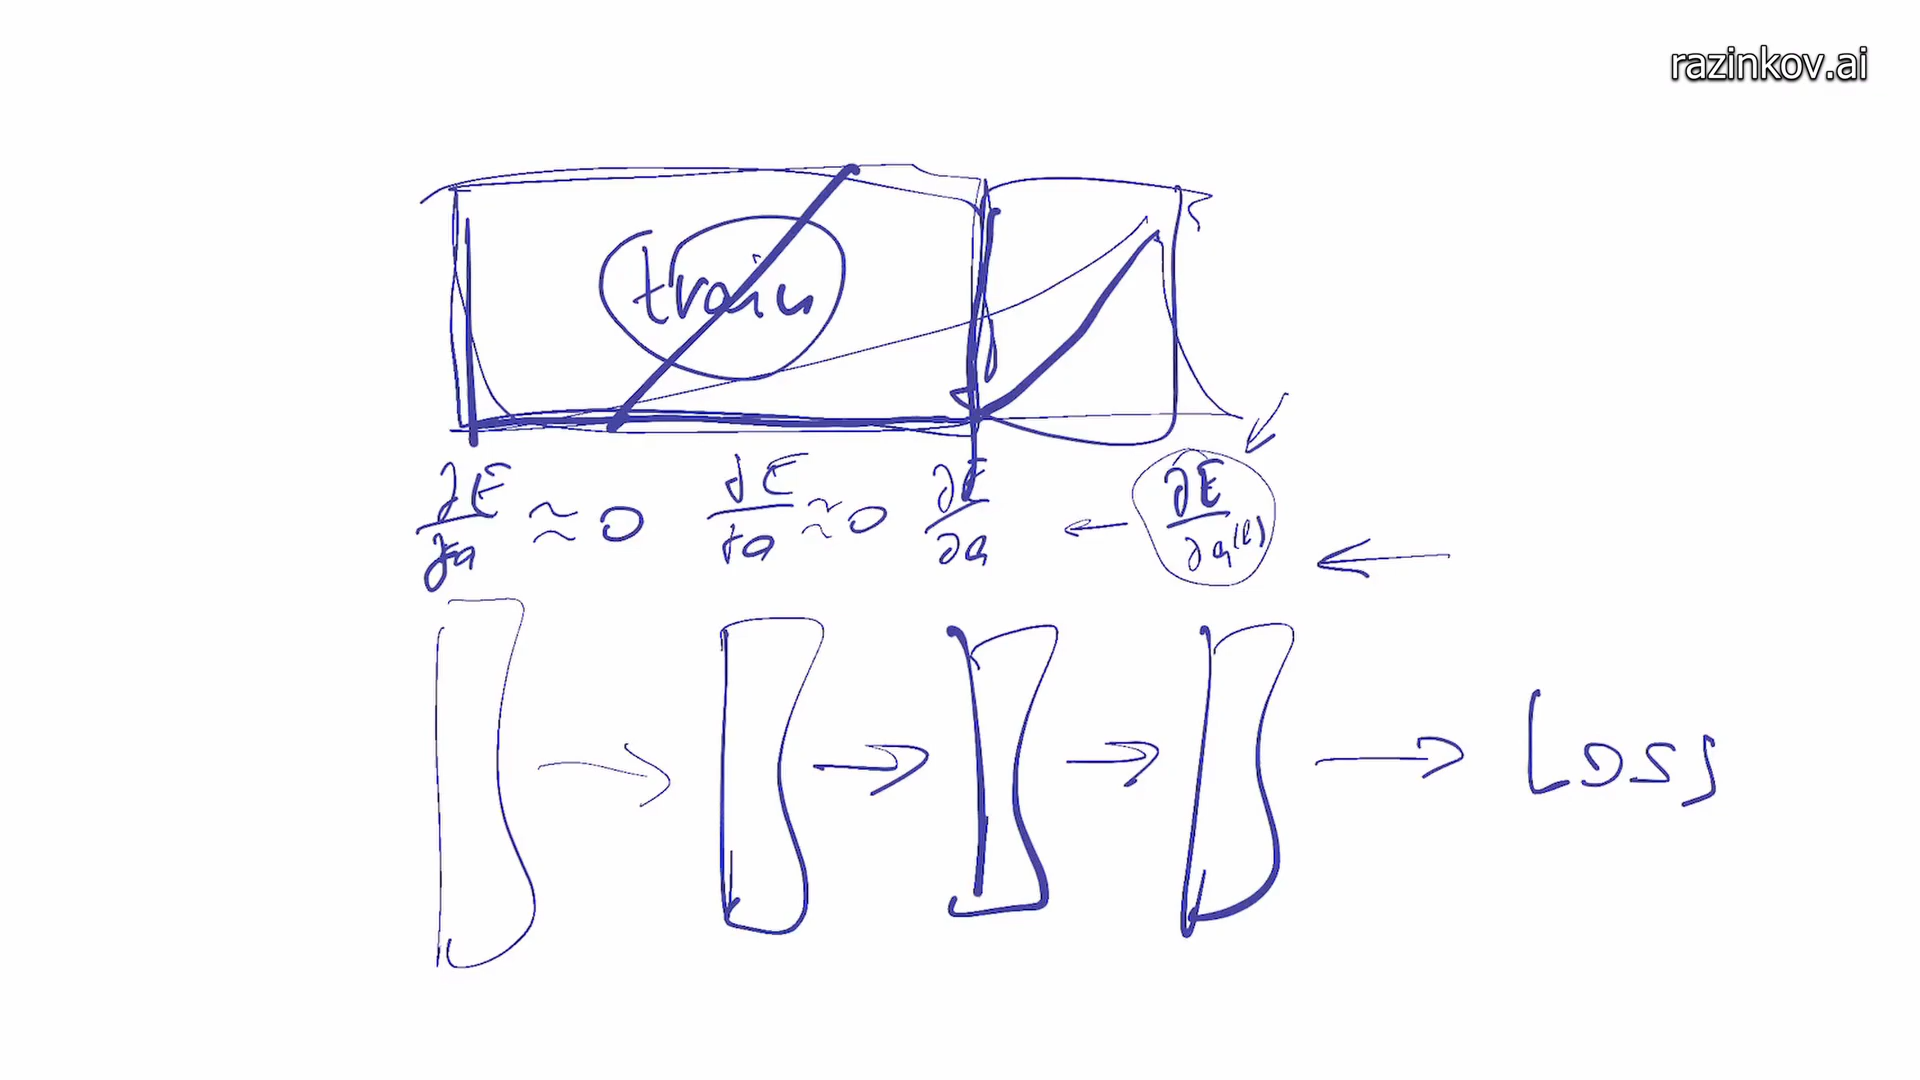 razinkov.ai
train
∂E/∂a ≈ 0 ∂E/∂a ≈ 0 ∂E/∂a ← ∂E/∂a^(l)
Loss